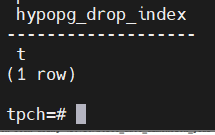 hypopg_drop_index
-------------------
t
(1 row)
tpch=#